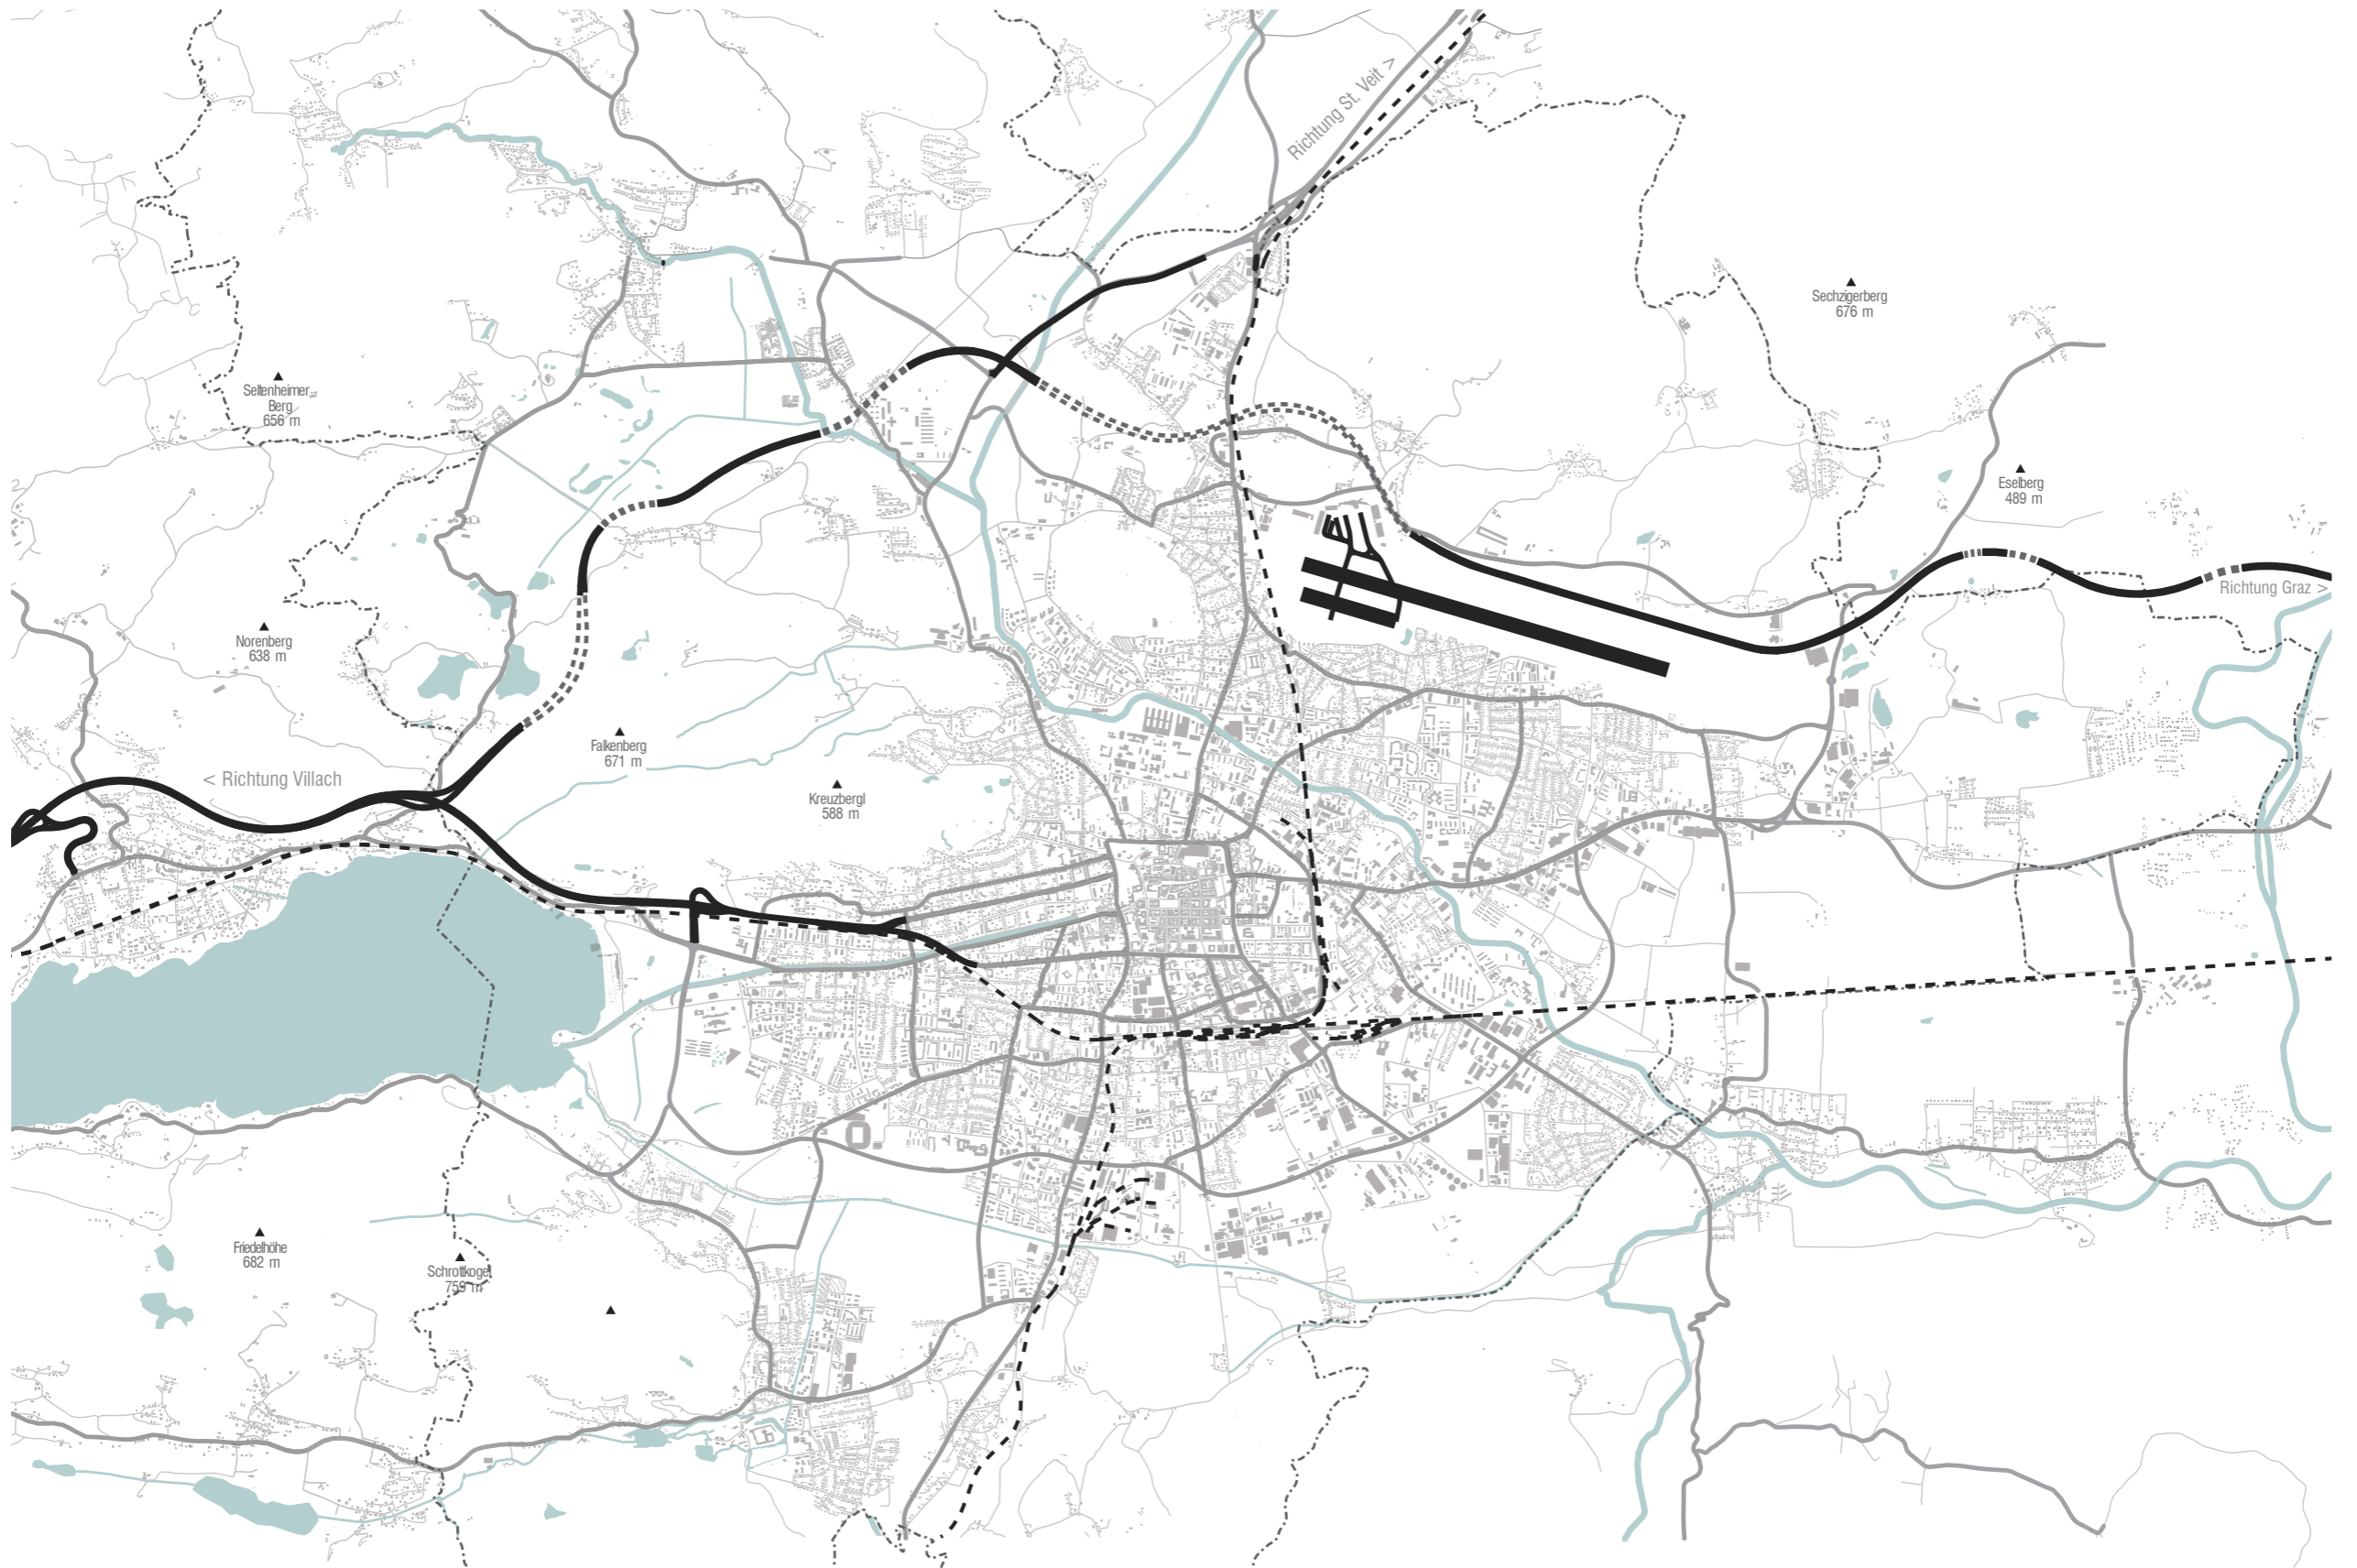 Richtung St. Veit >
Sechzigerberg
676 m
Seltenheimer
Berg
656 m
Eselberg
489 m
Richtung Graz >
Norenberg
638 m
Falkenberg
671 m
< Richtung Villach
Kreuzbergl
588 m
Friedelhöhe
682 m
Schrottkogel
759 m